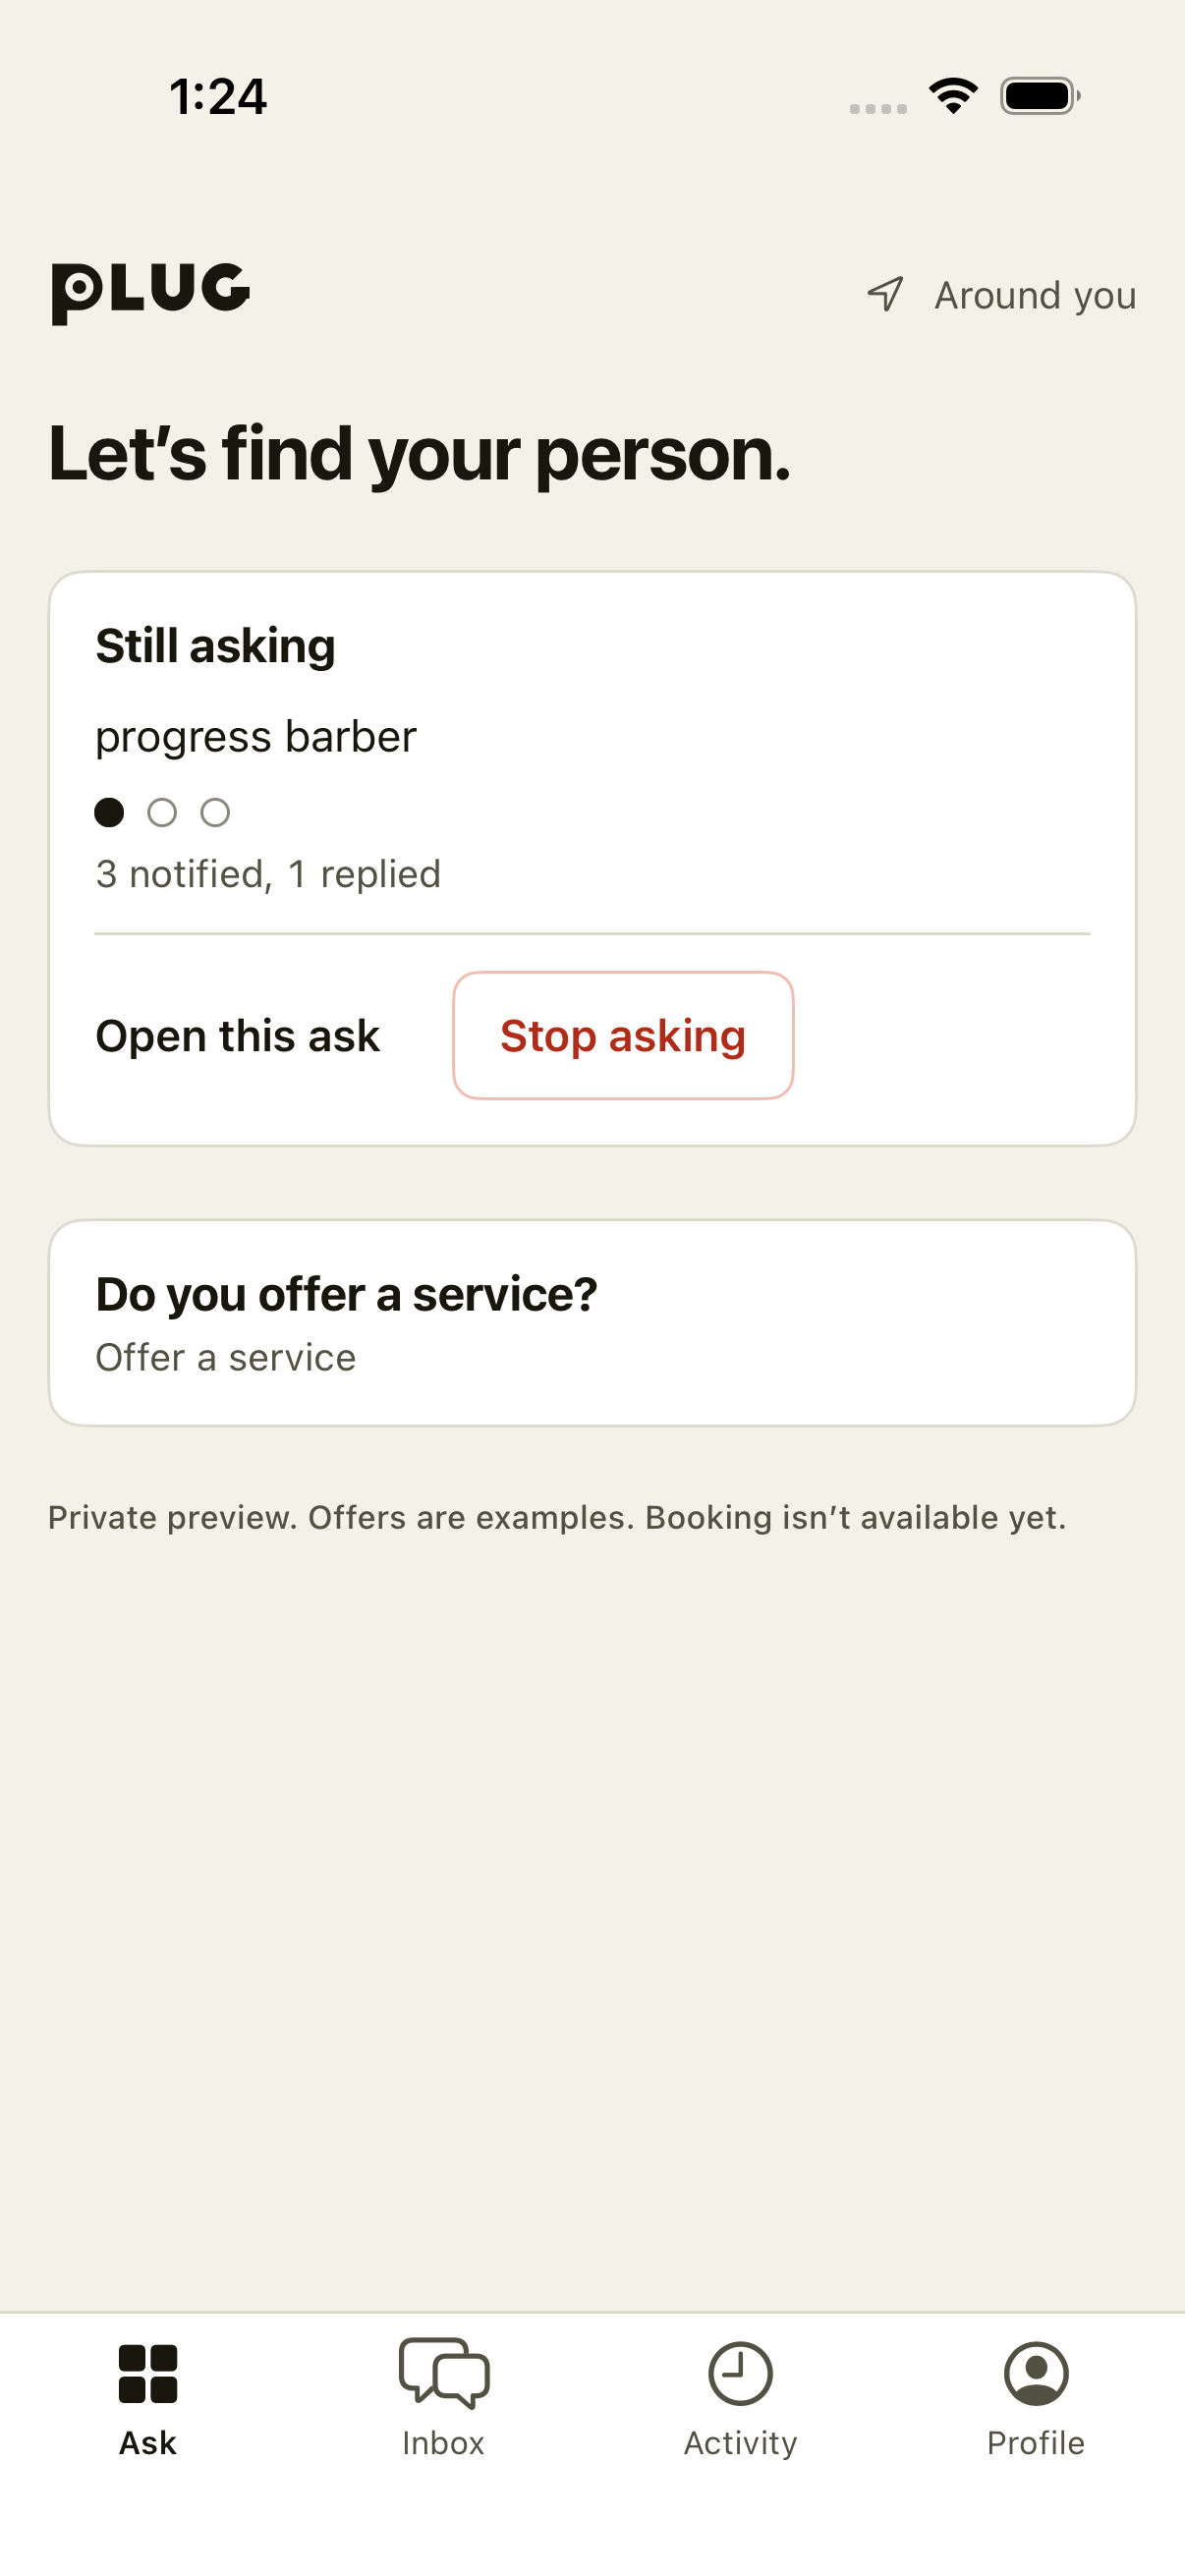 1:24
PLUG
Around you
Let’s find your person.
Still asking
progress barber
3 notified, 1 replied
Open this ask
Stop asking
Do you offer a service?
Offer a service
Private preview. Offers are examples. Booking isn’t available yet.
Ask
Inbox
Activity
Profile